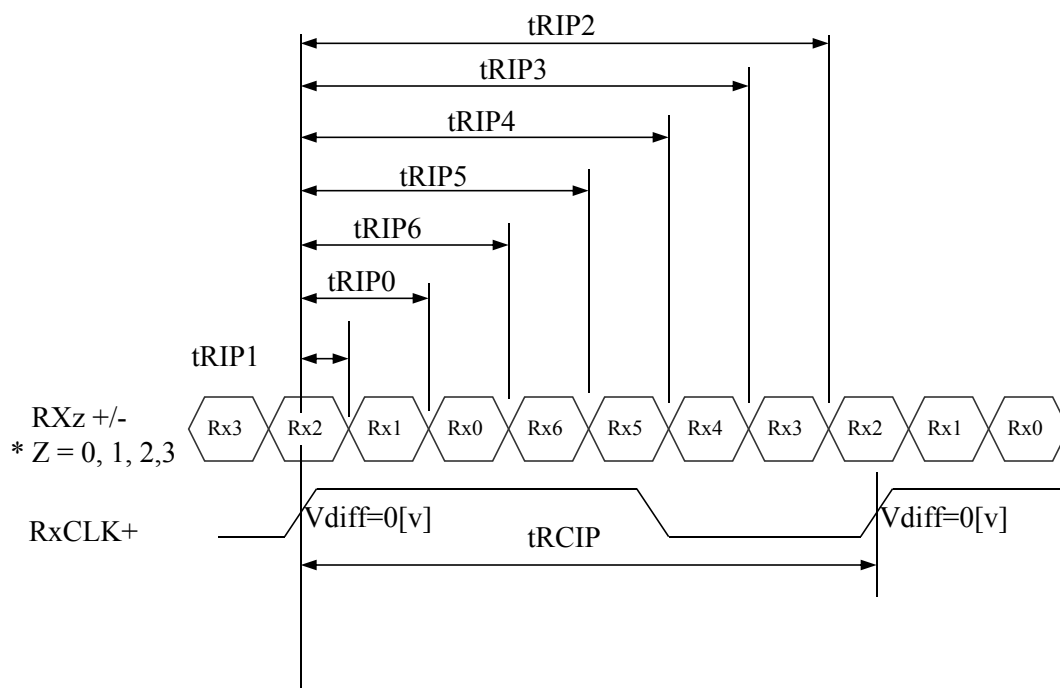 tRIP2
tRIP3
tRIP4
tRIP5
tRIP6
tRIP0
tRIP1
RXz +/-
* Z = 0, 1, 2,3
Rx3 Rx2 Rx1 Rx0 Rx6 Rx5 Rx4 Rx3 Rx2 Rx1 Rx0
RxCLK+
Vdiff=0[v] Vdiff=0[v]
tRCIP